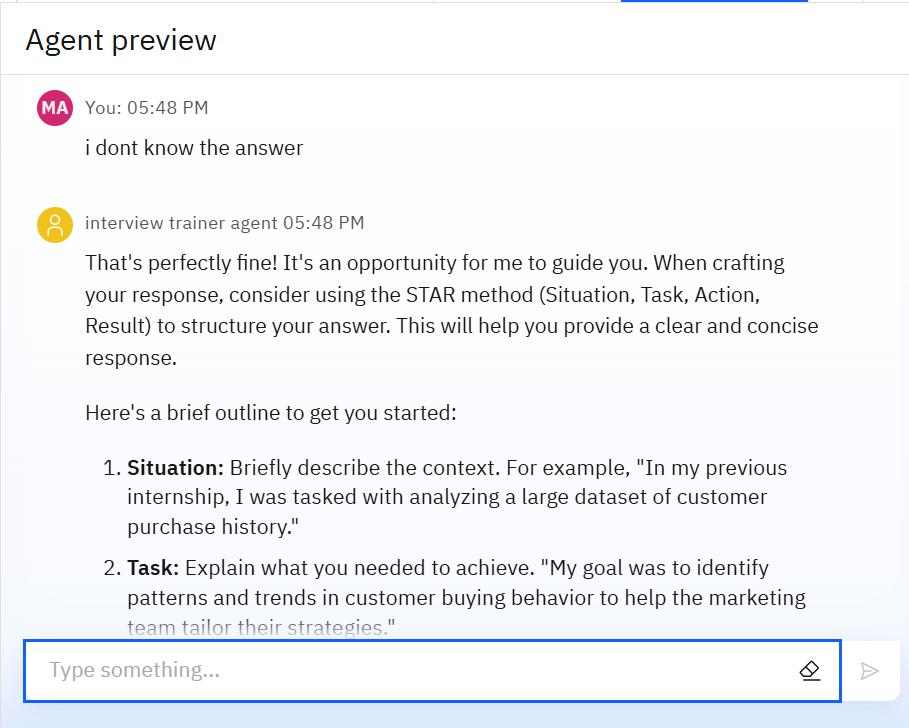 Agent preview
MA
You: 05:48 PM
i dont know the answer
interview trainer agent 05:48 PM
That's perfectly fine! It's an opportunity for me to guide you. When crafting
your response, consider using the STAR method (Situation, Task, Action,
Result) to structure your answer. This will help you provide a clear and concise
response.
Here's a brief outline to get you started:
1. Situation: Briefly describe the context. For example, "In my previous
internship, I was tasked with analyzing a large dataset of customer
purchase history."
2. Task: Explain what you needed to achieve. "My goal was to identify
patterns and trends in customer buying behavior to help the marketing
team tailor their strategies."
Type something...